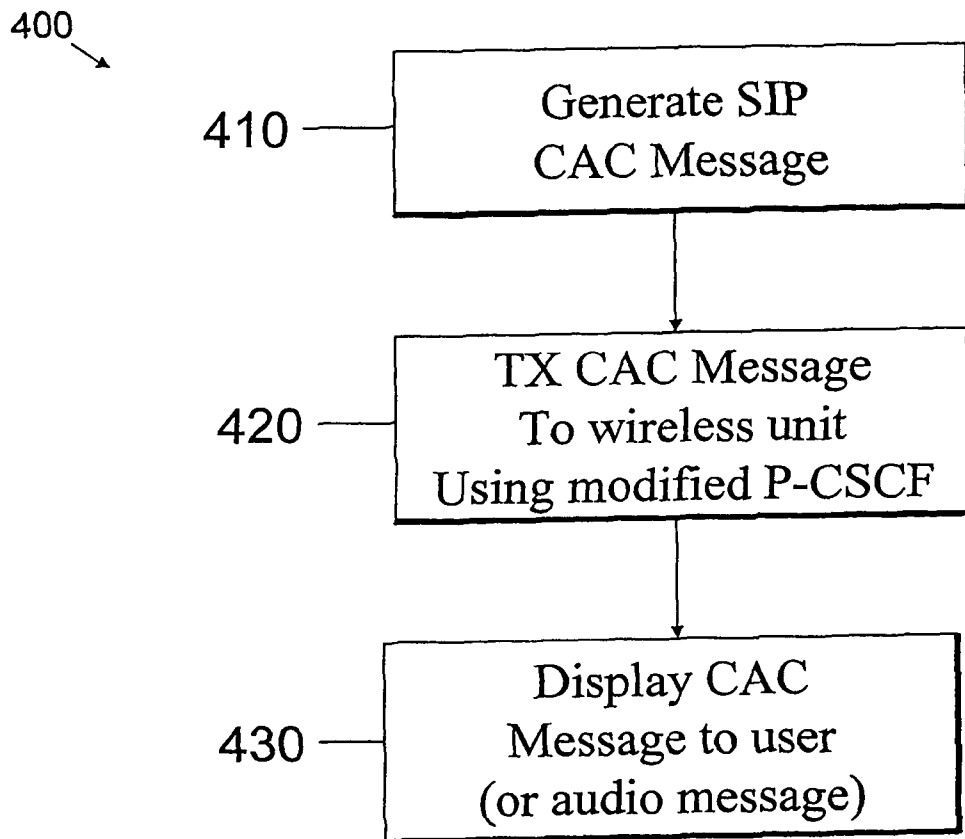 400
410
Generate SIP
CAC Message
420
TX CAC Message
To wireless unit
Using modified P-CSCF
430
Display CAC
Message to user
(or audio message)